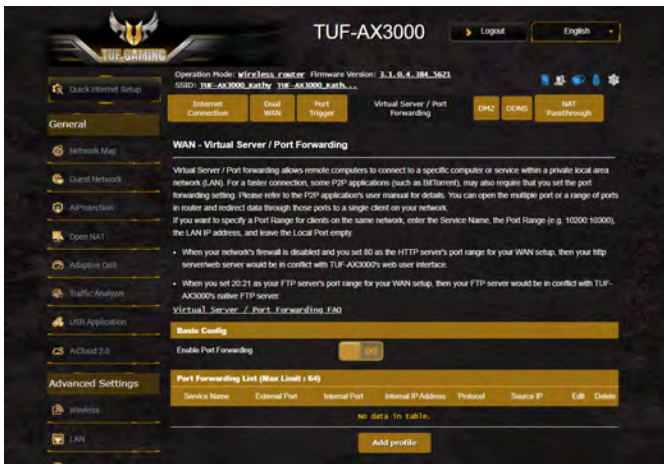 TUF GAMING
TUF-AX3000
Logout
English
Quick Internet Setup
Operation Mode: Wireless router Firmware Version: 3.1.0.4.384_5621
SSID: TUF-AX3000_Kathy TUF-AX3000_Kath...
Internet Connection
Dual WAN
Port Trigger
Virtual Server / Port Forwarding
DMZ
DDNS
NAT Passthrough
General
Network Map
Guest Network
AiProtection
Open NAT
Adaptive QoS
Traffic Analyzer
USB Application
AiCloud 2.0
Advanced Settings
Wireless
LAN
WAN - Virtual Server / Port Forwarding
Virtual Server / Port forwarding allows remote computers to connect to a specific computer or service within a private local area
network (LAN). For a faster connection, some P2P applications (such as BitTorrent), may also require that you set the port
forwarding setting. Please refer to the P2P application's user manual for details. You can open the multiple port or a range of ports
in router and redirect data through those ports to a single client on your network.
If you want to specify a Port Range for clients on the same network, enter the Service Name, the Port Range (e.g. 10200:10300),
the LAN IP address, and leave the Local Port empty.
• When your network's firewall is disabled and you set 80 as the HTTP server's port range for your WAN setup, then your http
server/web server would be in conflict with TUF-AX3000's web user interface.
• When you set 20:21 as your FTP server's port range for your WAN setup, then your FTP server would be in conflict with TUF-
AX3000's native FTP server.
Virtual Server / Port Forwarding FAQ
Basic Config
Enable Port Forwarding
OFF
Port Forwarding List (Max Limit : 64)
Service Name External Port Internal Port Internal IP Address Protocol Source IP Edit Delete
No data in table.
Add profile